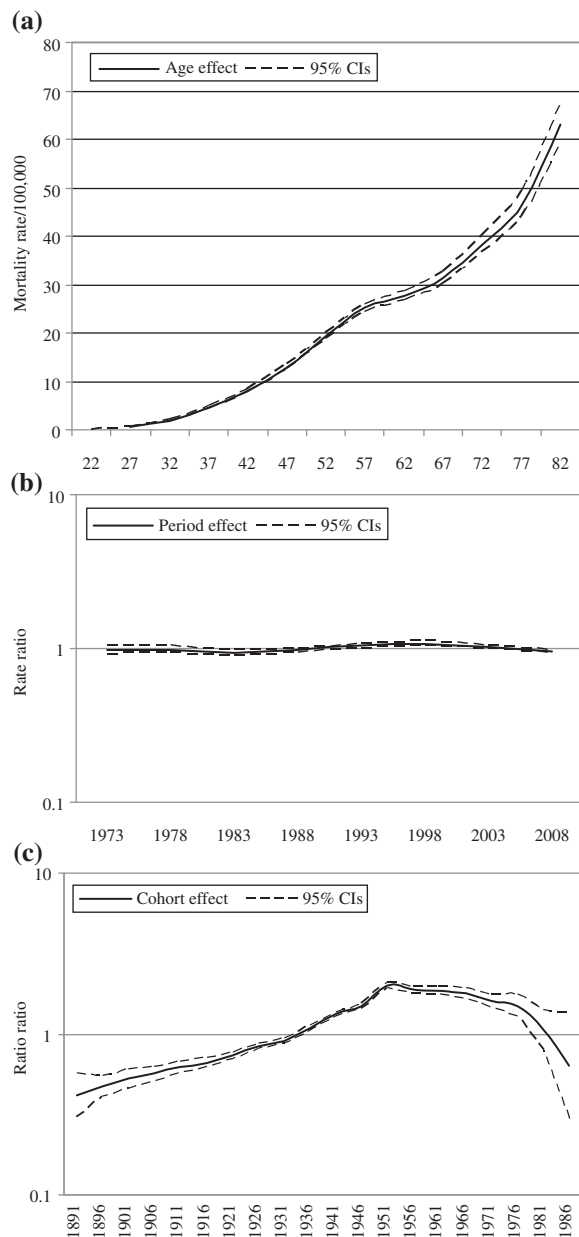 (a)
80
Age effect 95% CIs
70
60
50
40
30
20
10
0
Mortality rate/100,000
22 27 32 37 42 47 52 57 62 67 72 77 82
(b)
10
Period effect 95% CIs
1
0.1
Rate ratio
1973 1978 1983 1988 1993 1998 2003 2008
(c)
10
Cohort effect 95% CIs
1
0.1
Ratio ratio
1891 1896 1901 1906 1911 1916 1921 1926 1931 1936 1941 1946 1951 1956 1961 1966 1971 1976 1981 1986